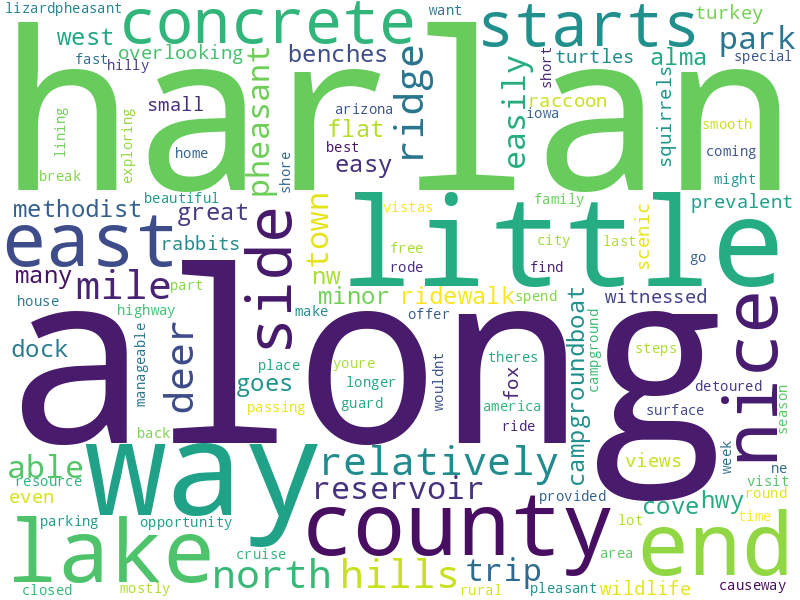 lizardpheasant
concrete
starts
turkey
west
overlooking
park
fast
hilly
benches
turtles
alma
special
harlan
small
pheasant
ridge
easily
short
raccoon
squirrels
lining
exploring
arizona
flat
iowa
smooth
home
best
easy
coming
break
shore
might
beautiful
family
prevalent
methodist
great
town
vistas
little
east
rabbits
side
free
city
last
scenic
many
mile
part
nw
rode
find
go
house
highway
minor
ridewalk
spend
witnessed
nice
make
offer
along
dock
manageable
deer
place
youre
theres
campgroundboat
campground
steps
goes
longer
wouldnt
fox
detoured
passing
guard
america
surface
season
back
ride
able
way
relatively
views
week
resource
reservoir
ne
even
county
provided
cove
hwy
visit
round
parking
opportunity
lot
time
lake
end
cruise
area
closed
mostly
north
hills
trip
rural
pleasant
wildlife
causeway